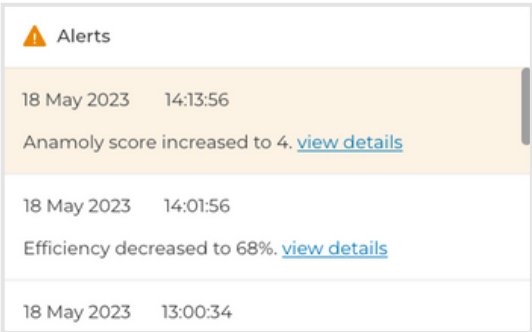 Alerts
18 May 2023 14:13:56
Anamoly score increased to 4. view details
18 May 2023 14:01:56
Efficiency decreased to 68%. view details
18 May 2023 13:00:34